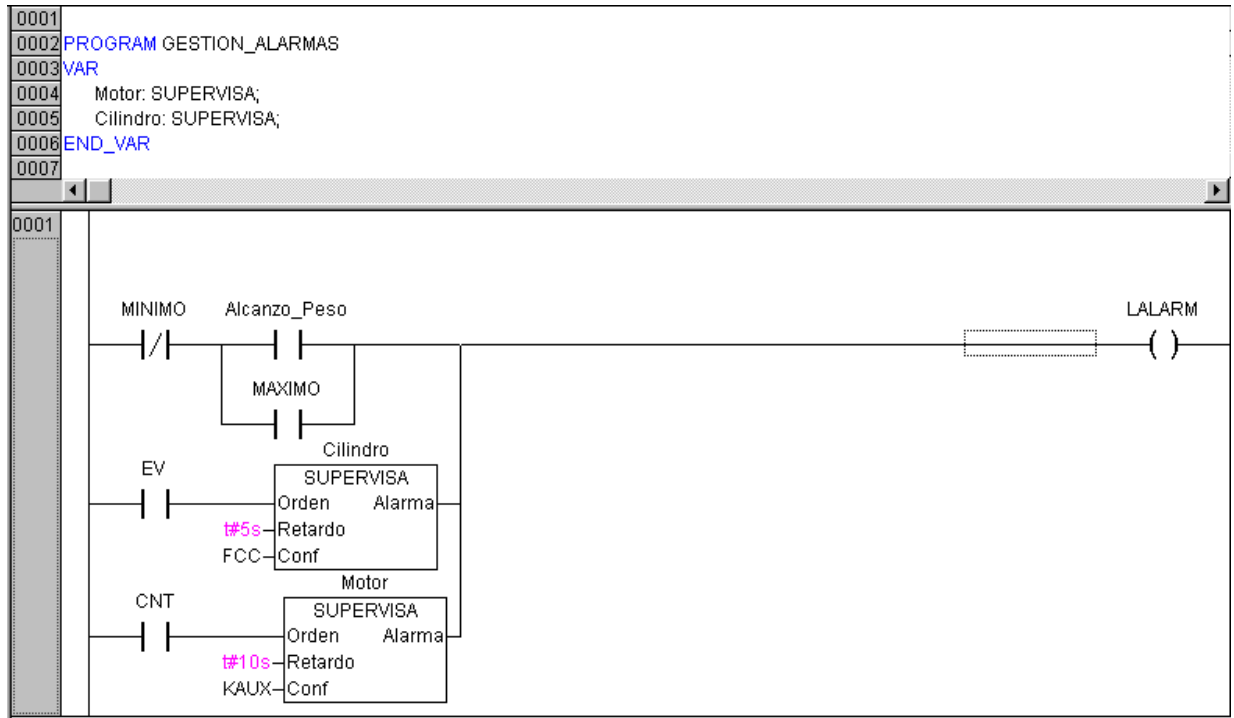 0001
0002 PROGRAM GESTION_ALARMAS
0003 VAR
0004 Motor: SUPERVISA;
0005 Cilindro: SUPERVISA;
0006 END_VAR
0007
0001
MINIMO Alcanzo_Peso LALARM
MAXIMO
Cilindro
EV SUPERVISA
Orden Alarma
t#5s Retardo
FCC Conf
Motor
CNT SUPERVISA
Orden Alarma
t#10s Retardo
KAUX Conf